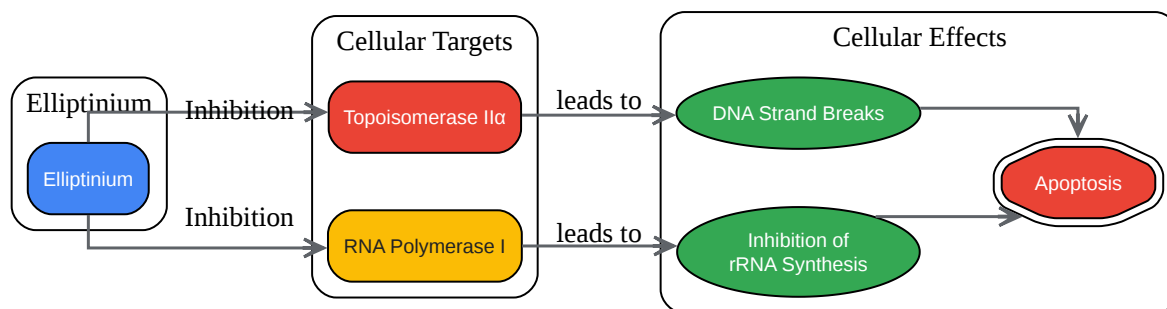 Elliptinium
Elliptinium
Inhibition
Inhibition
Cellular Targets
Topoisomerase IIα
RNA Polymerase I
leads to
leads to
Cellular Effects
DNA Strand Breaks
Inhibition of
rRNA Synthesis
Apoptosis